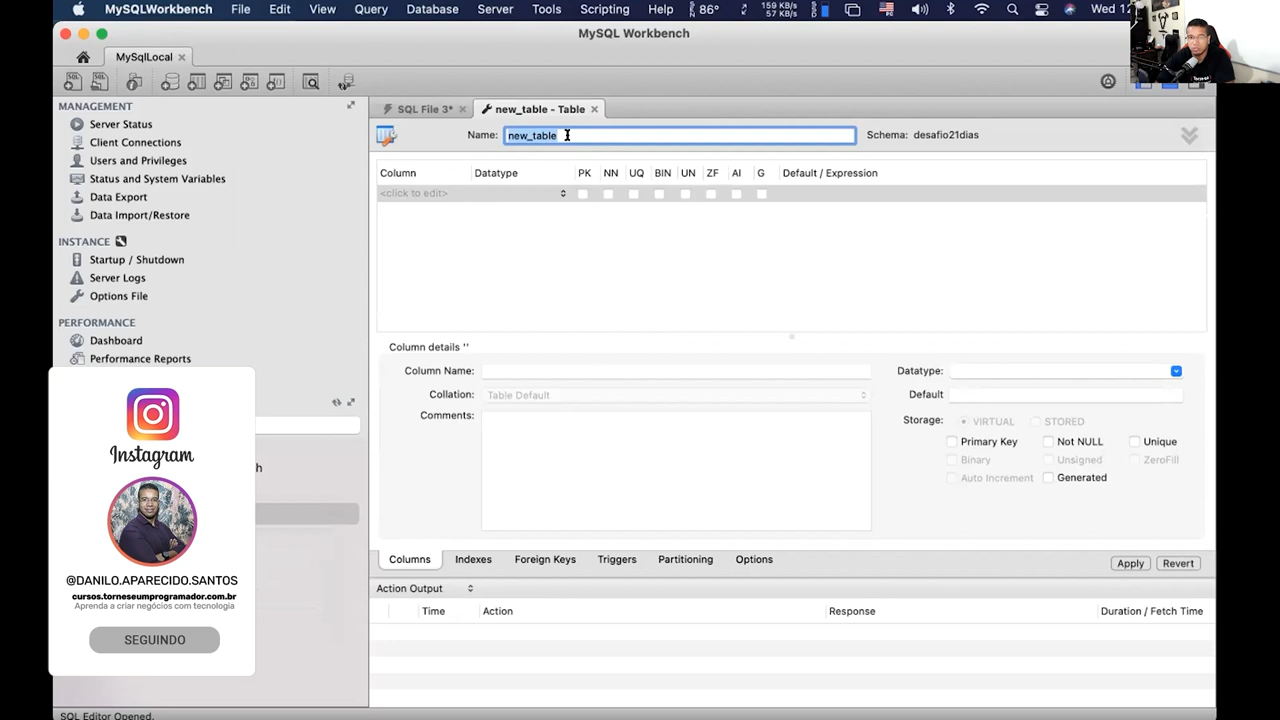 MySQLWorkbench File Edit View Query Database Server Tools Scripting Help 86° 159 KB/s 57 KB/s Wed 12
MySQL Workbench
MySqlLocal
MANAGEMENT
Server Status
Client Connections
Users and Privileges
Status and System Variables
Data Export
Data Import/Restore
INSTANCE
Startup / Shutdown
Server Logs
Options File
PERFORMANCE
Dashboard
Performance Reports
h
Instagram
@DANILO.APARECIDO.SANTOS
cursos.torneseumprogramador.com.br
Aprenda a criar negócios com tecnologia
SEGUINDO
SQL Editor Opened.
SQL File 3* new_table - Table
Name: new_table Schema: desafio21dias
Column Datatype PK NN UQ BIN UN ZF AI G Default / Expression
<click to edit>
Column details ''
Column Name: Datatype:
Collation: Table Default Default
Comments: Storage: VIRTUAL STORED
Primary Key Not NULL Unique
Binary Unsigned ZeroFill
Auto Increment Generated
Columns Indexes Foreign Keys Triggers Partitioning Options Apply Revert
Action Output
Time Action Response Duration / Fetch Time